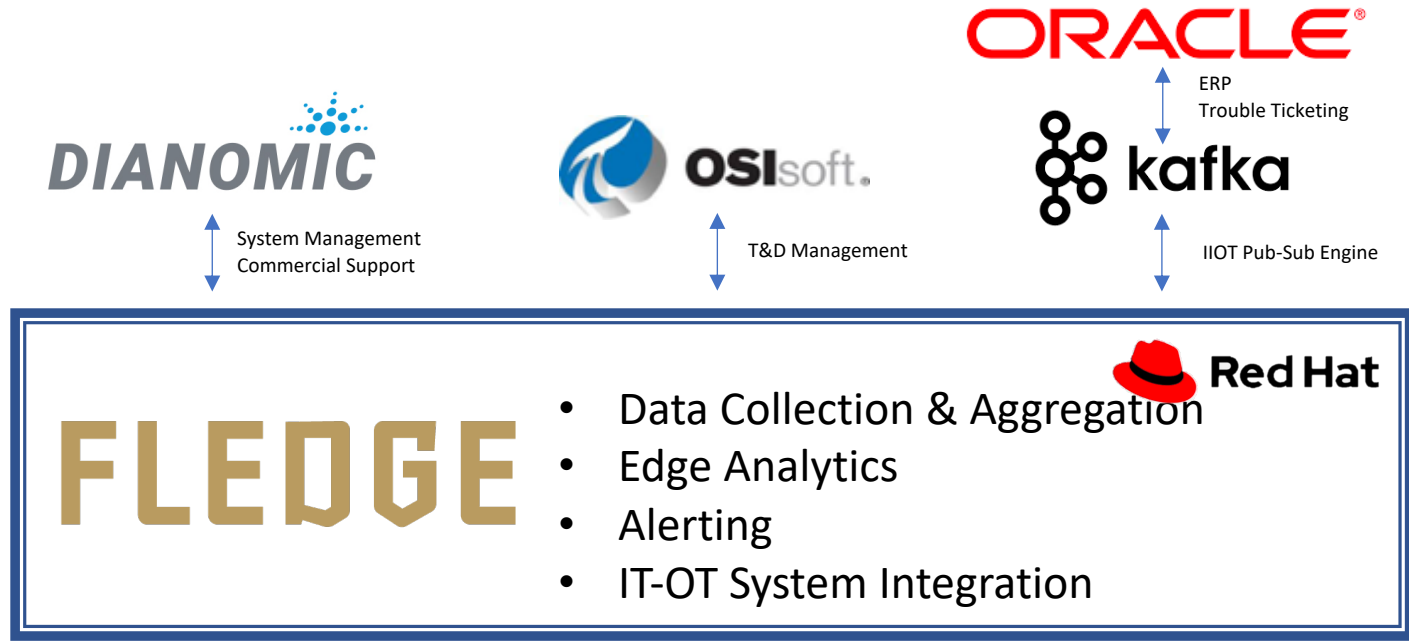 ORACLE®
ERP
Trouble Ticketing
DIANOMIC
OSIsoft.
kafka
System Management
Commercial Support
T&D Management
IIOT Pub-Sub Engine
Red Hat
FLEDGE
• Data Collection & Aggregation
• Edge Analytics
• Alerting
• IT-OT System Integration